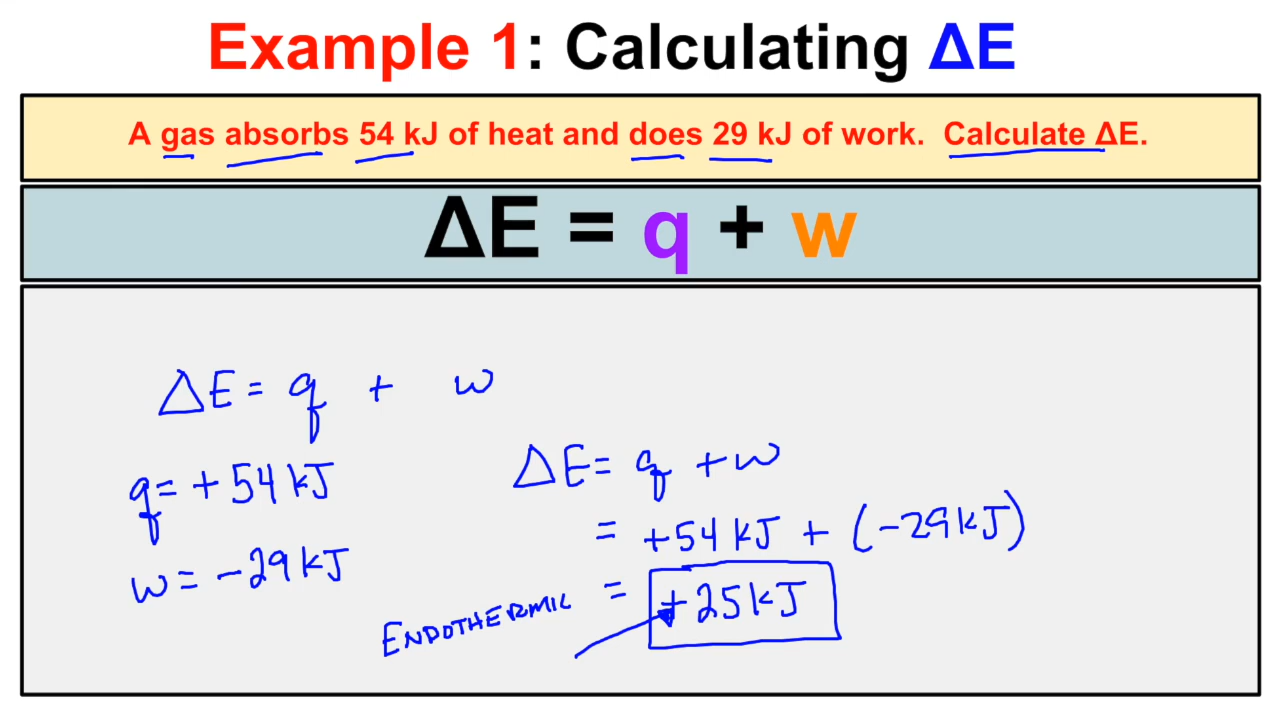 Example 1: Calculating ΔE
A gas absorbs 54 kJ of heat and does 29 kJ of work. Calculate ΔE.
ΔE = q + w
ΔE = q + w
q = +54 kJ
w = -29 kJ
ΔE = q + w
= +54 kJ + (-29 kJ)
= +25 kJ
ENDOTHERMIC